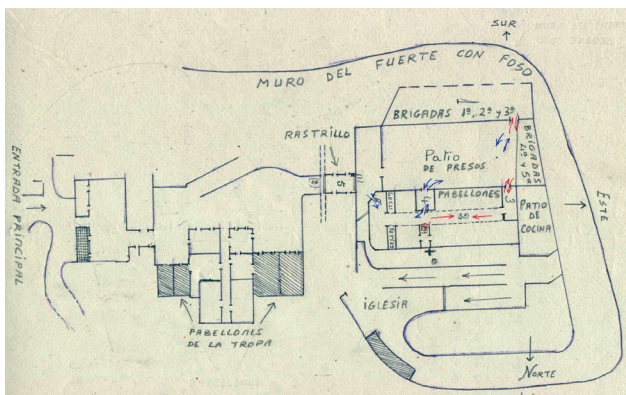 SUR
MURO DEL FUERTE CON FOSO
BRIGADAS 1ª, 2ª y 3ª
BRIGADAS
4ª y 5ª
RASTRILLO
Patio
DE PRESOS
PABELLONES
PATIO
DE
COCINA
ESTE
ENTRADA PRINCIPAL
IGLESIA
PABELLONES
DE LA TROPA
NORTE